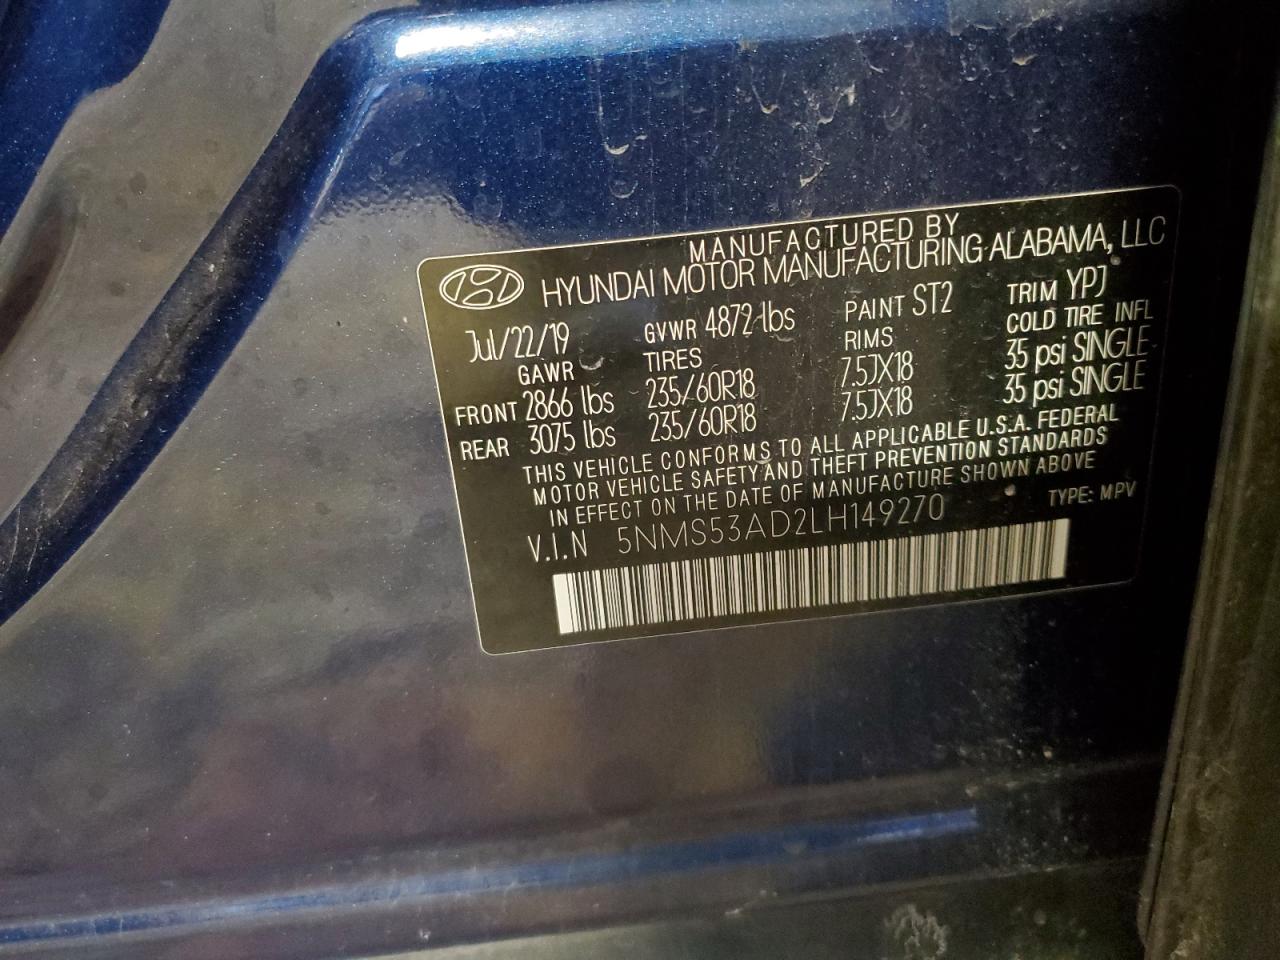 MANUFACTURED BY
HYUNDAI MOTOR MANUFACTURING ALABAMA, LLC
Jul/22/19 GVWR 4872 lbs PAINT ST2 TRIM YPJ
GAWR TIRES RIMS COLD TIRE INFL
FRONT 2866 lbs 235/60R18 7.5JX18 35 psi SINGLE
REAR 3075 lbs 235/60R18 7.5JX18 35 psi SINGLE
THIS VEHICLE CONFORMS TO ALL APPLICABLE U.S.A. FEDERAL
MOTOR VEHICLE SAFETY AND THEFT PREVENTION STANDARDS
IN EFFECT ON THE DATE OF MANUFACTURE SHOWN ABOVE
V.I.N 5NMS53AD2LH149270 TYPE: MPV